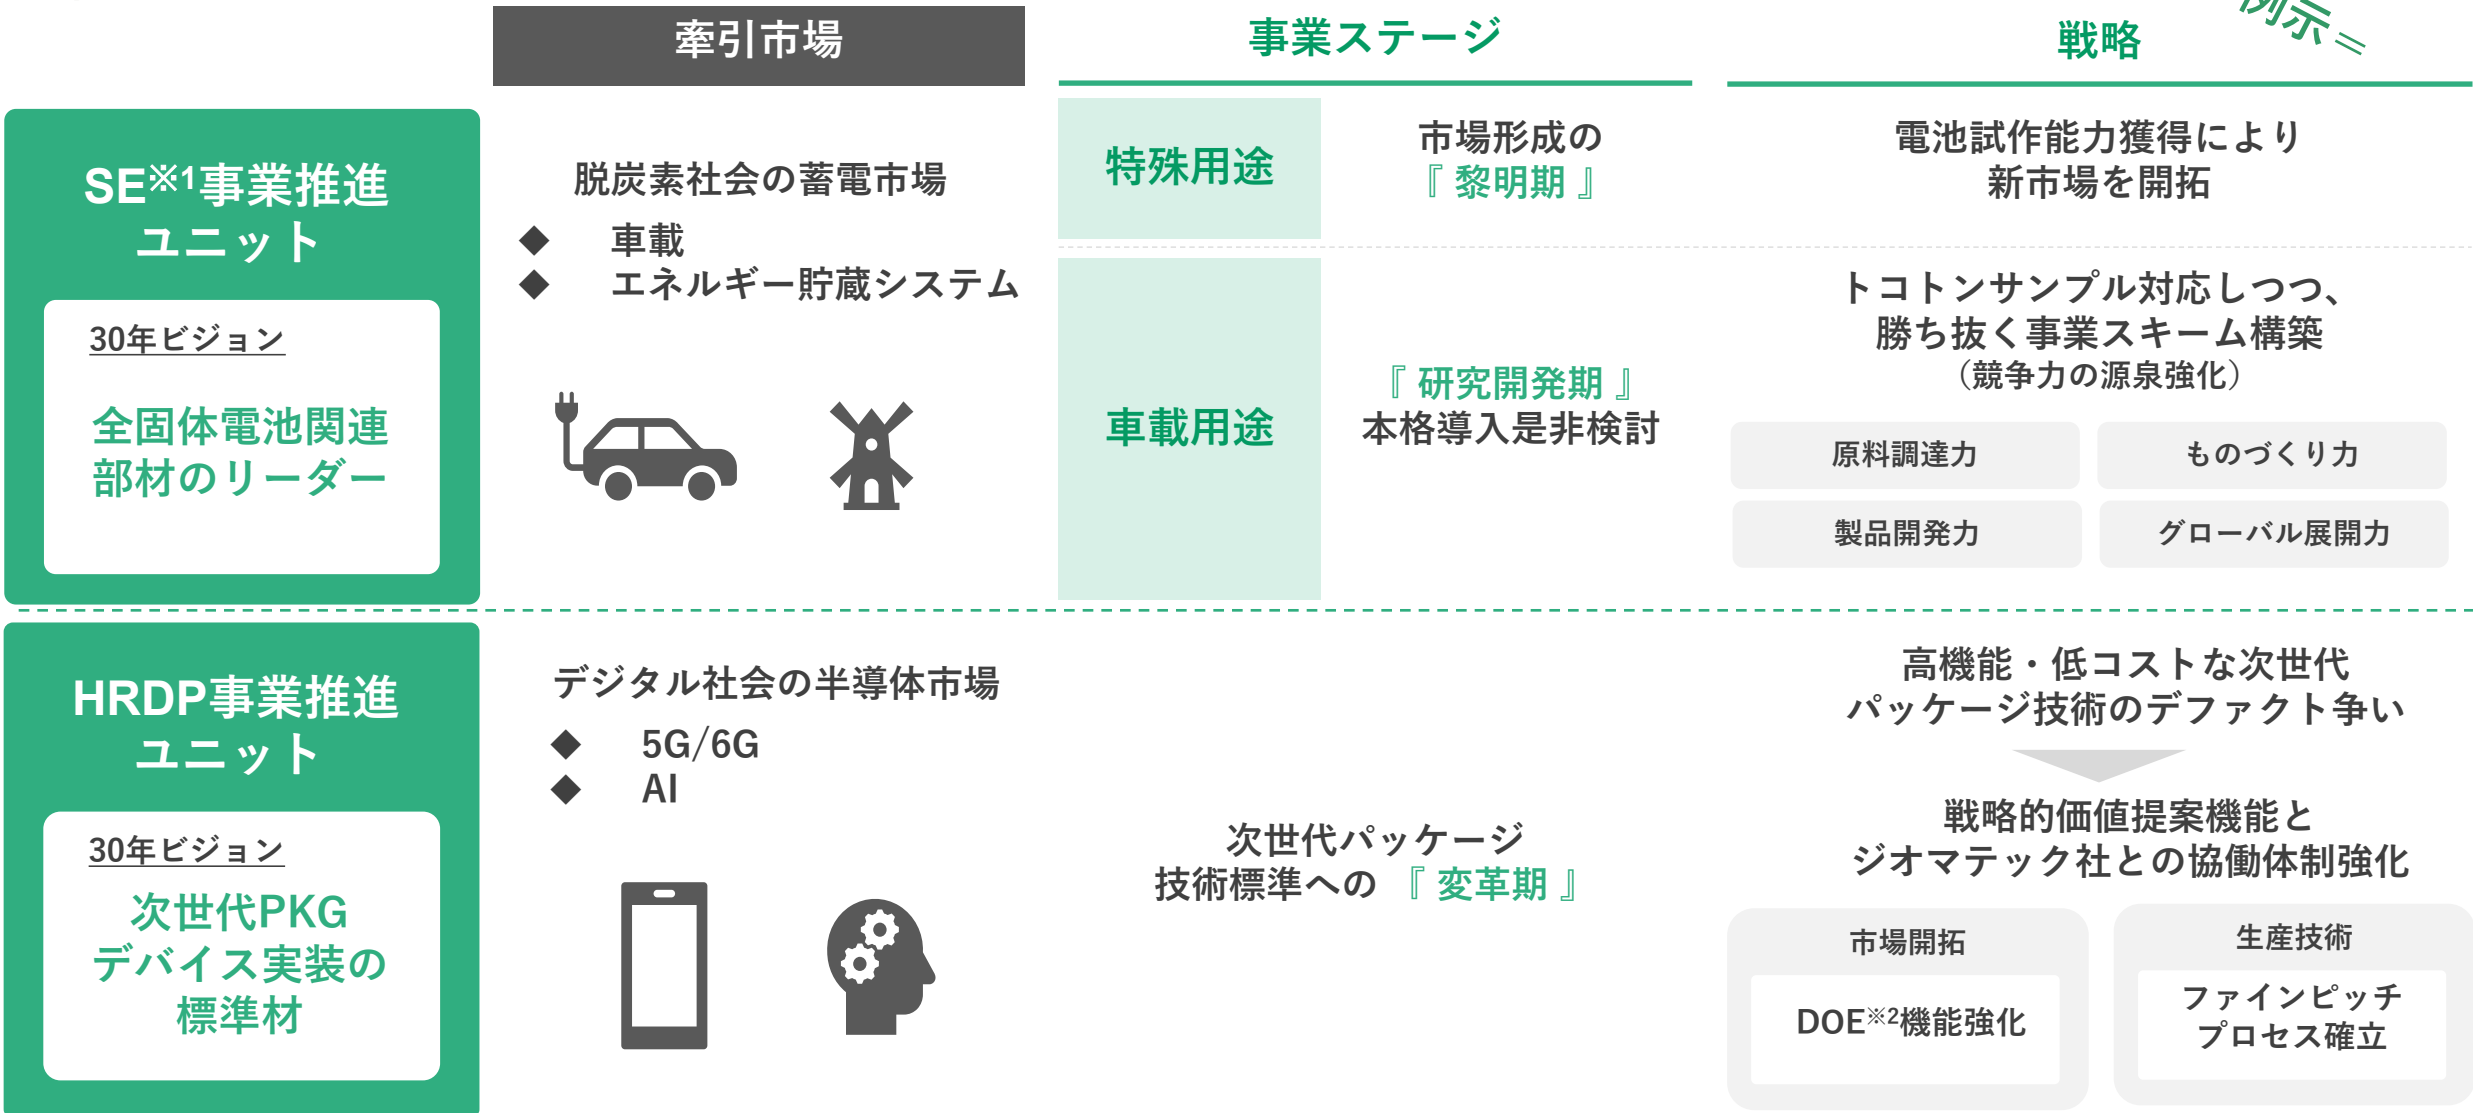 牽引市場
事業ステージ
戦略
例示＝
SE※1事業推進
ユニット
30年ビジョン
全固体電池関連
部材のリーダー
脱炭素社会の蓄電市場
◆ 車載
◆ エネルギー貯蔵システム
特殊用途
市場形成の
『 黎明期 』
電池試作能力獲得により
新市場を開拓
車載用途
『 研究開発期 』
本格導入是非検討
トコトンサンプル対応しつつ、
勝ち抜く事業スキーム構築
（競争力の源泉強化）
原料調達力
ものづくり力
製品開発力
グローバル展開力
HRDP事業推進
ユニット
30年ビジョン
次世代PKG
デバイス実装の
標準材
デジタル社会の半導体市場
◆ 5G/6G
◆ AI
次世代パッケージ
技術標準への 『 変革期 』
高機能・低コストな次世代
パッケージ技術のデファクト争い
戦略的価値提案機能と
ジオマテック社との協働体制強化
市場開拓
DOE※2機能強化
生産技術
ファインピッチ
プロセス確立